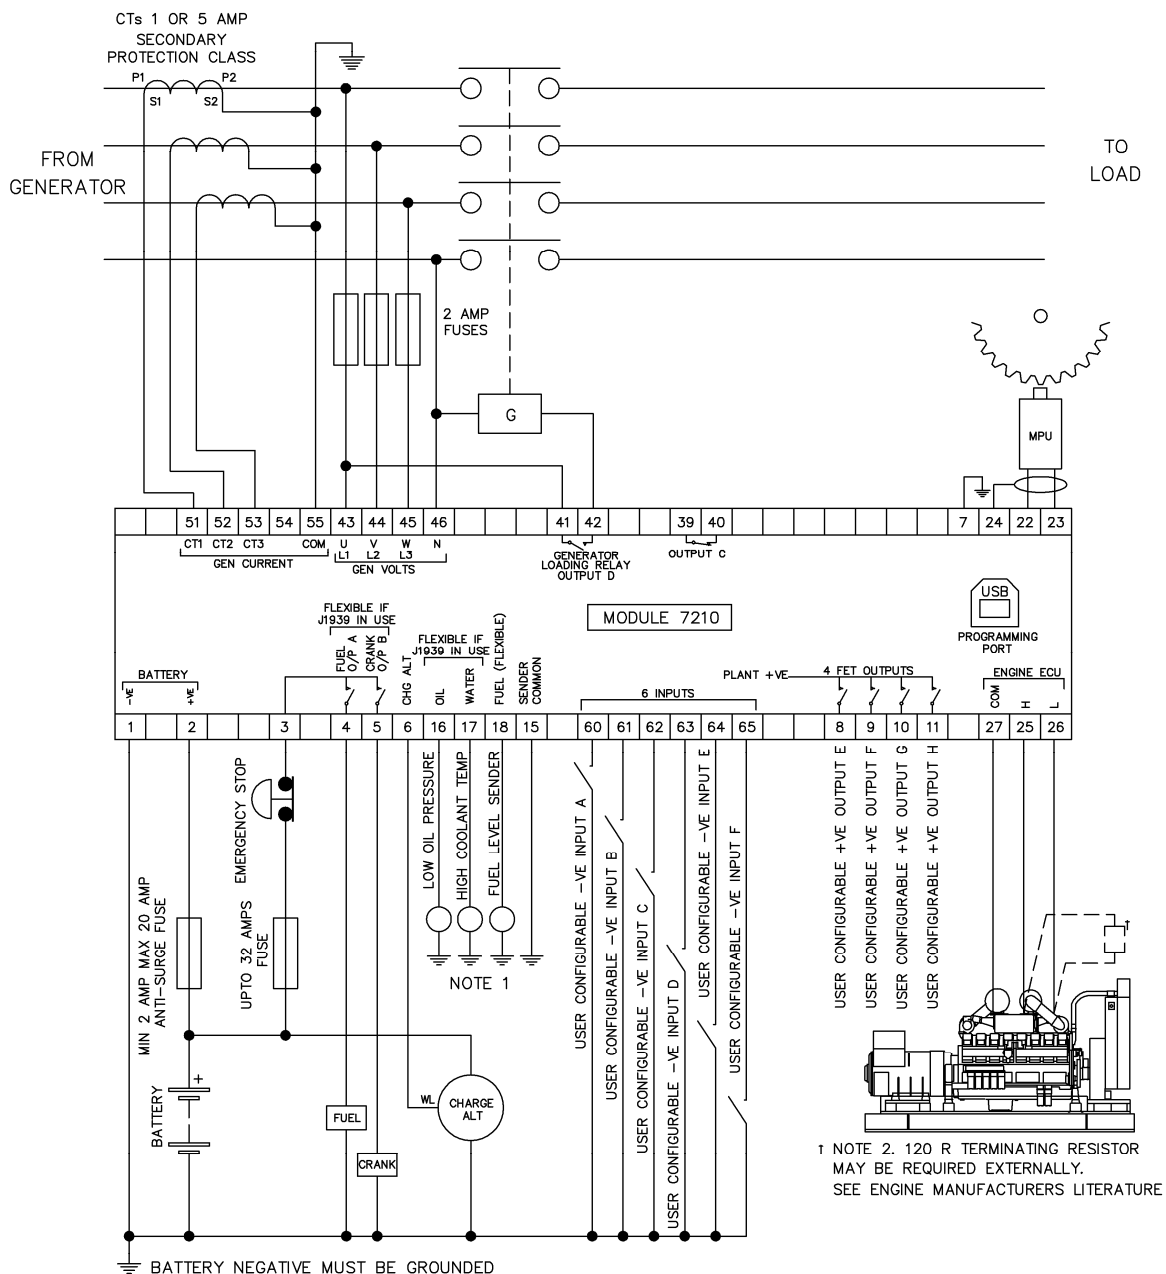 CTs 1 OR 5 AMP
SECONDARY
PROTECTION CLASS
P1
P2
S1
S2
FROM
GENERATOR
TO
LOAD
2 AMP
FUSES
G
MPU
51
52
53
54
55
43
44
45
46
41
42
39
40
7
24
22
23
CT1
CT2
CT3
COM
U
V
W
N
L1
L2
L3
GEN CURRENT
GEN VOLTS
GENERATOR
LOADING RELAY
OUTPUT D
OUTPUT C
MODULE 7210
USB
PROGRAMMING
PORT
FLEXIBLE IF
J1939 IN USE
FUEL
O/P A
CRANK
O/P B
CHG ALT
FLEXIBLE IF
J1939 IN USE
OIL
WATER
FUEL (FLEXIBLE)
SENDER
COMMON
BATTERY
-VE
+VE
6 INPUTS
PLANT +VE
4 FET OUTPUTS
ENGINE ECU
COM
H
L
1
2
3
4
5
6
16
17
18
15
60
61
62
63
64
65
8
9
10
11
27
25
26
EMERGENCY STOP
MIN 2 AMP MAX 20 AMP
ANTI-SURGE FUSE
UPTO 32 AMPS
FUSE
LOW OIL PRESSURE
HIGH COOLANT TEMP
FUEL LEVEL SENDER
NOTE 1
USER CONFIGURABLE -VE INPUT A
USER CONFIGURABLE -VE INPUT B
USER CONFIGURABLE -VE INPUT C
USER CONFIGURABLE -VE INPUT D
USER CONFIGURABLE -VE INPUT E
USER CONFIGURABLE -VE INPUT F
USER CONFIGURABLE +VE OUTPUT E
USER CONFIGURABLE +VE OUTPUT F
USER CONFIGURABLE +VE OUTPUT G
USER CONFIGURABLE +VE OUTPUT H
†
+
BATTERY
FUEL
CRANK
WL
CHARGE
ALT
† NOTE 2. 120 R TERMINATING RESISTOR
MAY BE REQUIRED EXTERNALLY.
SEE ENGINE MANUFACTURERS LITERATURE
BATTERY NEGATIVE MUST BE GROUNDED